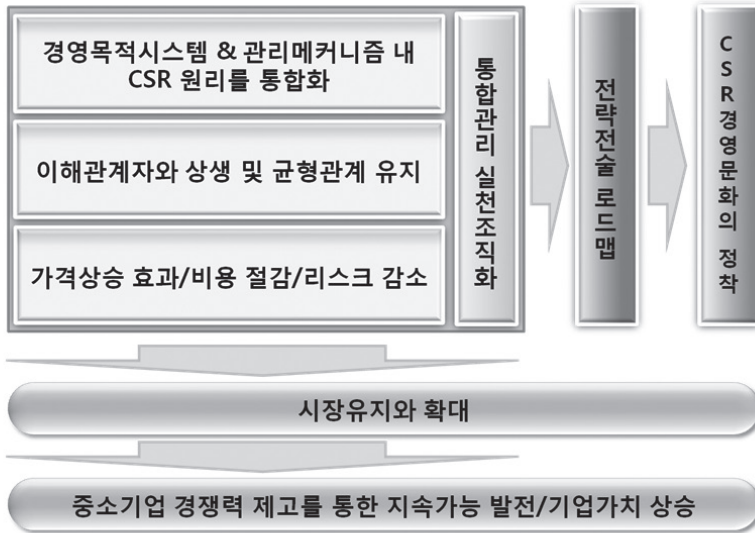 경영목적시스템 & 관리메커니즘 내
CSR 원리를 통합화
이해관계자와 상생 및 균형관계 유지
가격상승 효과/비용 절감/리스크 감소
통합관리 실천조직화
전략전술 로드맵
CSR경영문화의 정착
시장유지와 확대
중소기업 경쟁력 제고를 통한 지속가능 발전/기업가치 상승